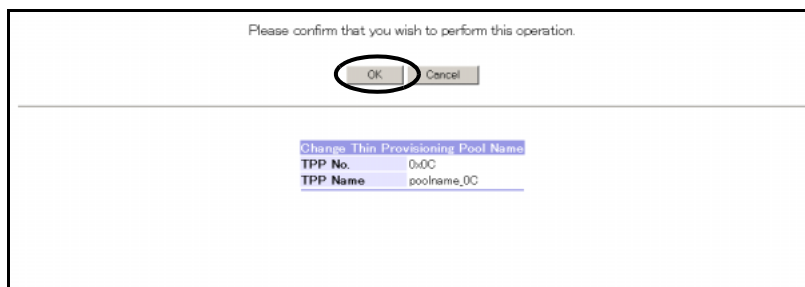 Please confirm that you wish to perform this operation.
OK Cancel
Change Thin Provisioning Pool Name
TPP No. 0x0C
TPP Name poolname_0C